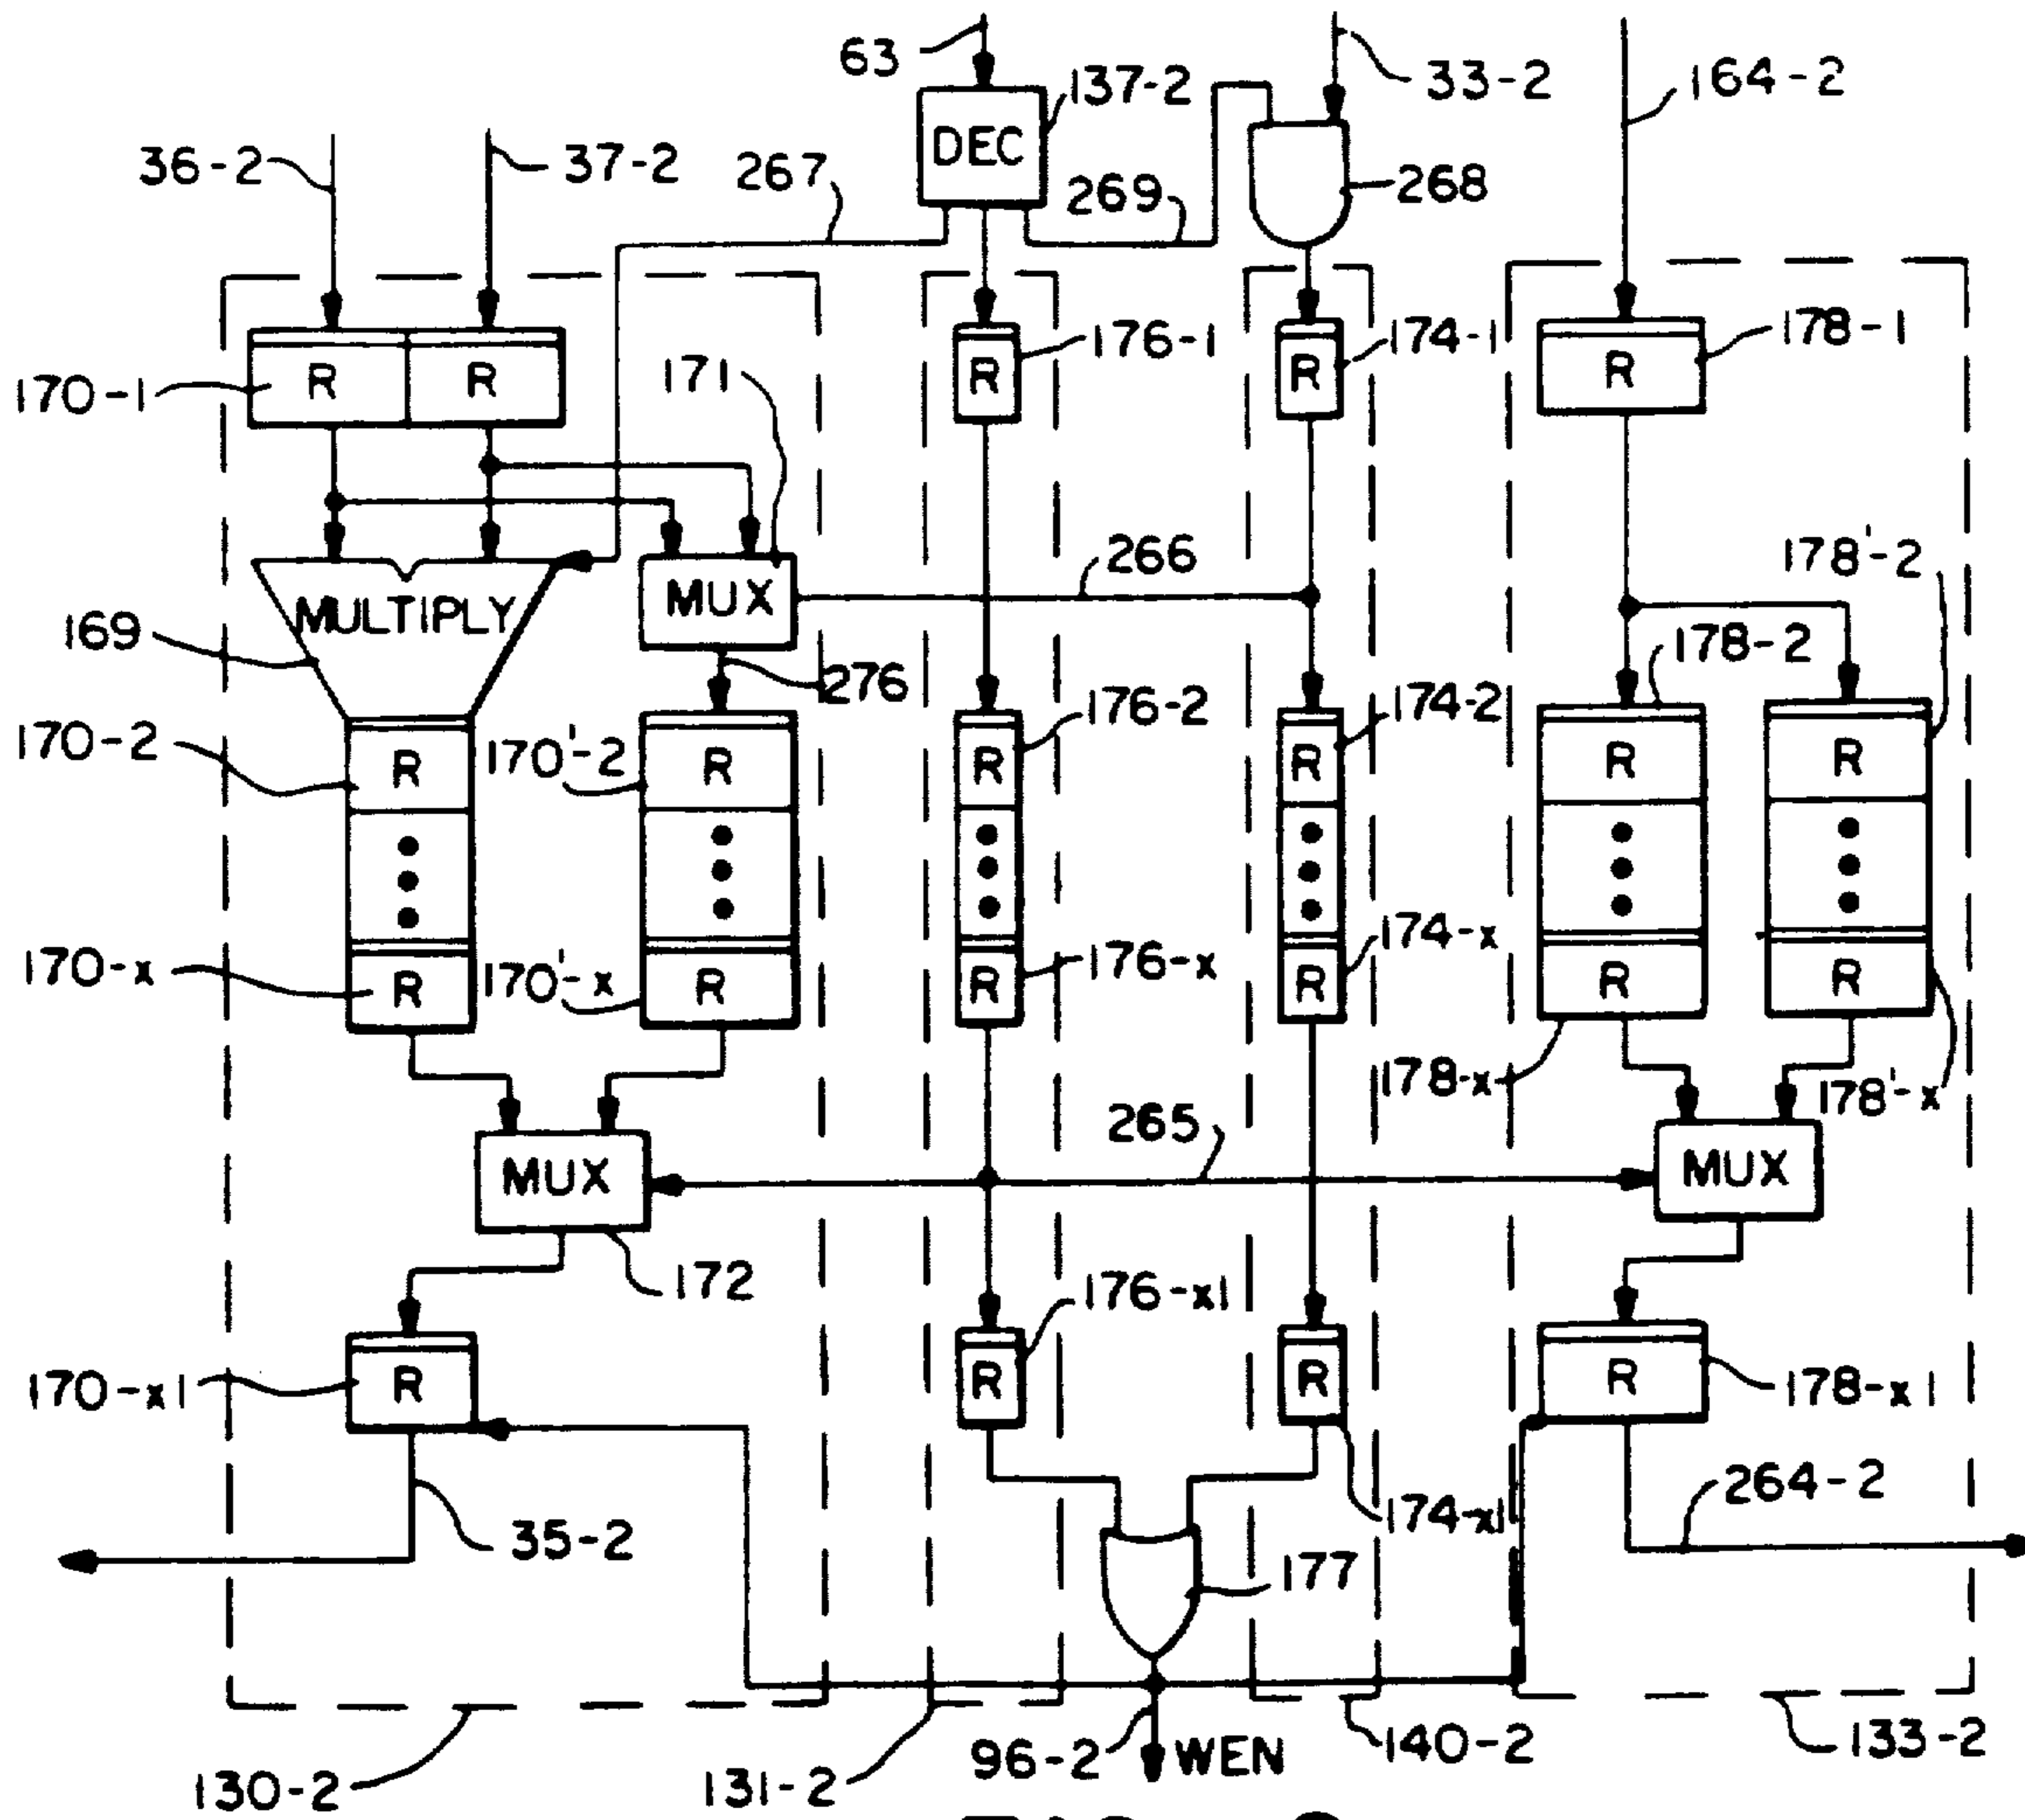 63
33-2
164-2
137-2
DEC
36-2
37-2
267
269
268
170-1
R
R
171
176-1
R
174-1
R
178-1
R
266
178'-2
MULTIPLY
MUX
169
276
178-2
170-2
R
170'-2
R
176-2
R
174-2
R
R
R
170-x
R
170'-x
R
176-x
R
174-x
R
R
R
178-x
178'-x
265
MUX
MUX
172
170-x1
R
176-x1
R
R
R
178-x1
35-2
174-x1
264-2
177
130-2
131-2
96-2
WEN
140-2
133-2